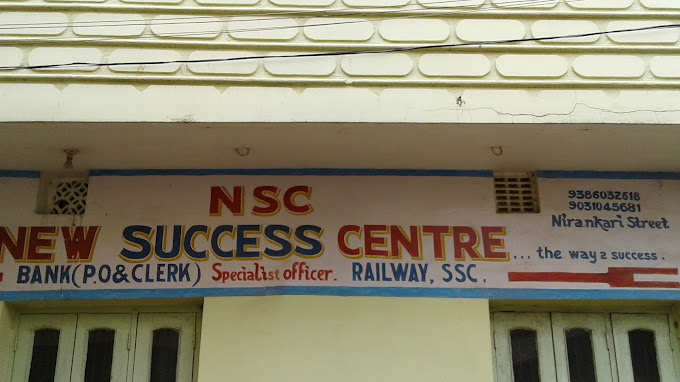 NSC
NEW SUCCESS CENTRE ... the way 2 success.
BANK(P.O&CLERK) Specialist officer. RAILWAY, SSC.
9386032618
9031045681
Nirankari Street